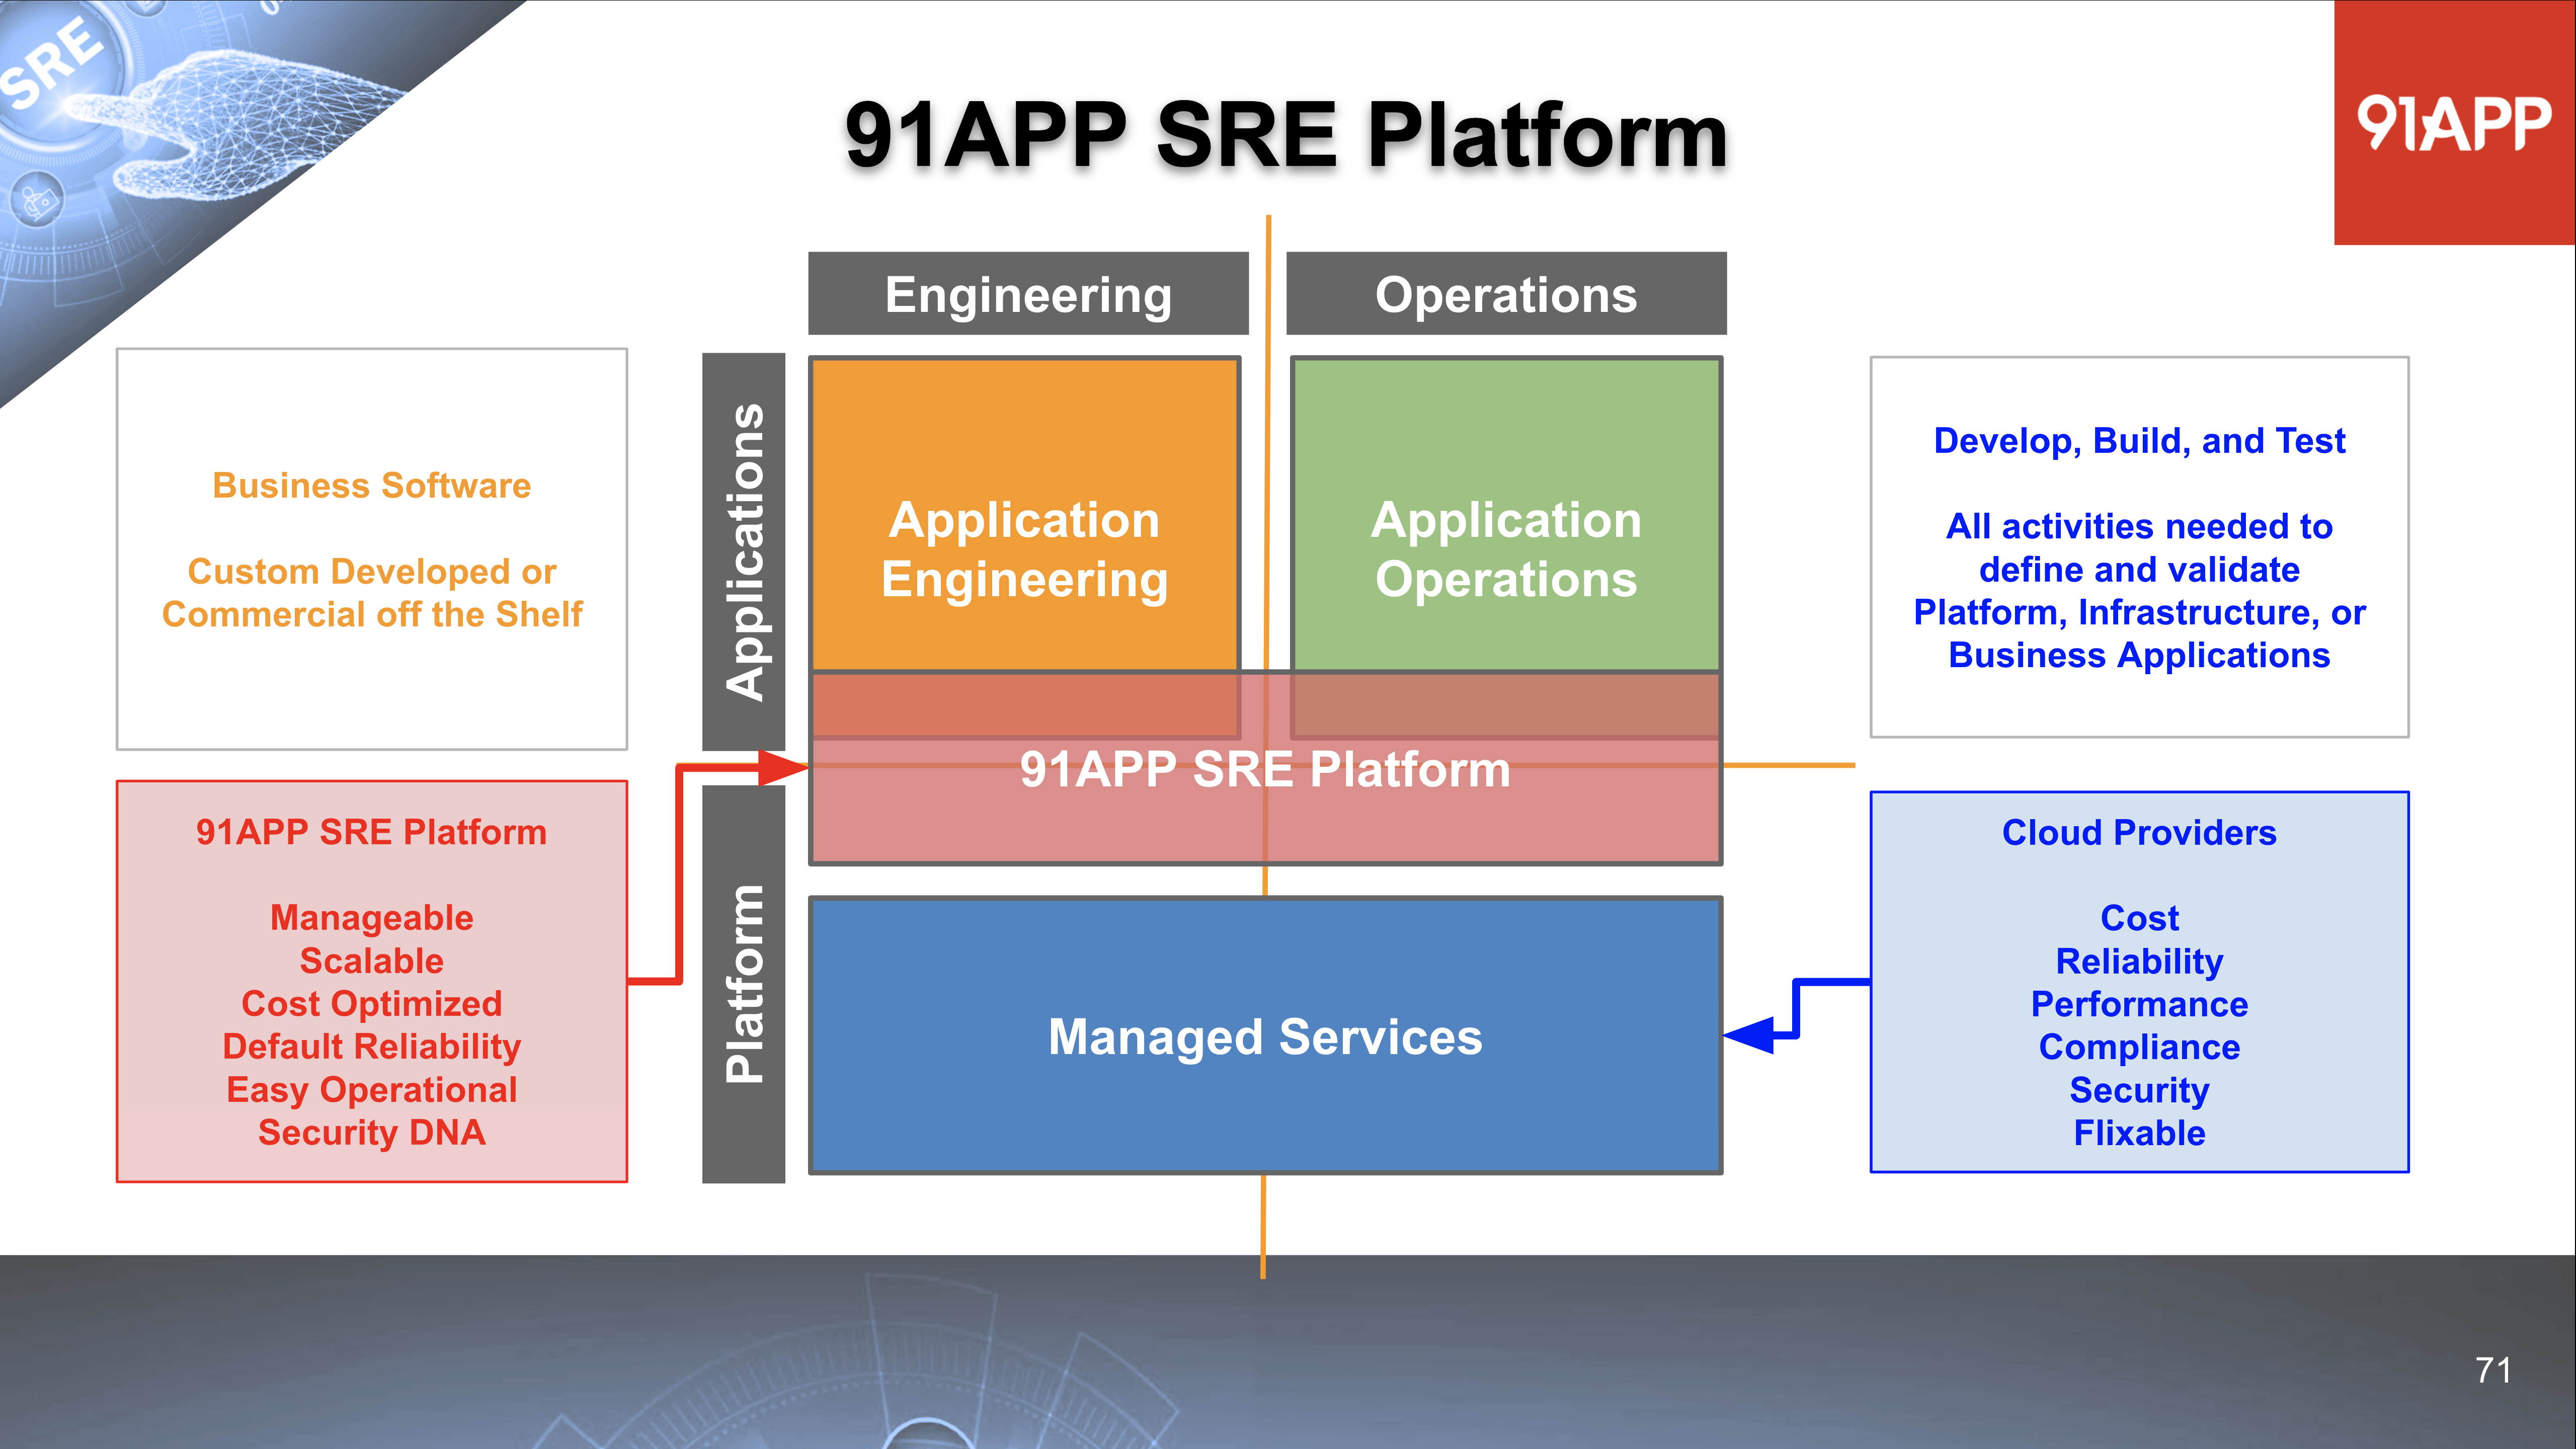 SRE
91APP SRE Platform
91APP
Engineering
Operations
Business Software
Custom Developed or
Commercial off the Shelf
Applications
Application
Engineering
Application
Operations
Develop, Build, and Test
All activities needed to
define and validate
Platform, Infrastructure, or
Business Applications
91APP SRE Platform
91APP SRE Platform
Manageable
Scalable
Cost Optimized
Default Reliability
Easy Operational
Security DNA
Platform
Managed Services
Cloud Providers
Cost
Reliability
Performance
Compliance
Security
Flixable
71